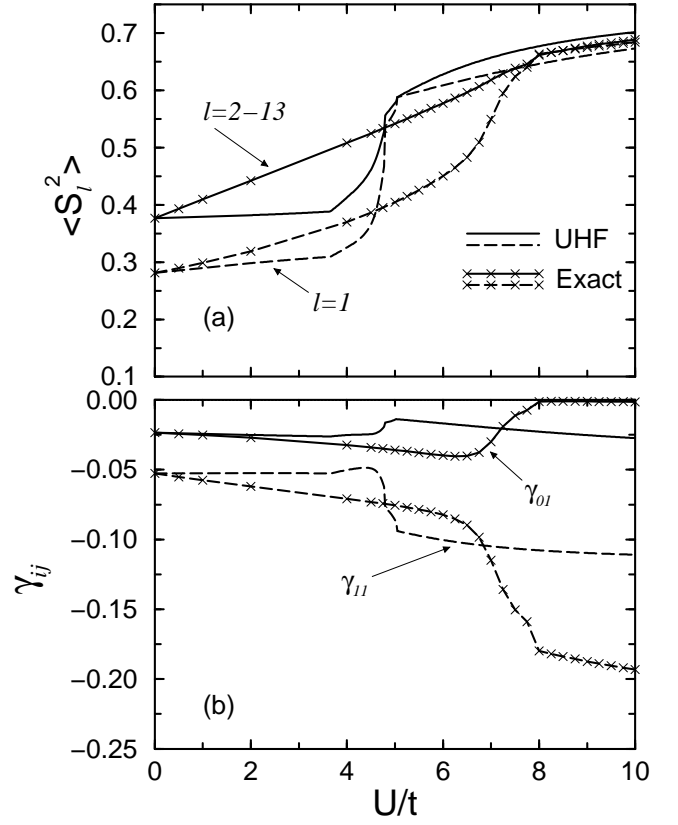 0.7
0.6
0.5
0.4
0.3
0.2
0.1
<S_l^2>
l=2−13
l=1
UHF
Exact
(a)
0.00
−0.05
−0.10
−0.15
−0.20
−0.25
γ_ij
γ_01
γ_11
(b)
0 2 4 6 8 10
U/t